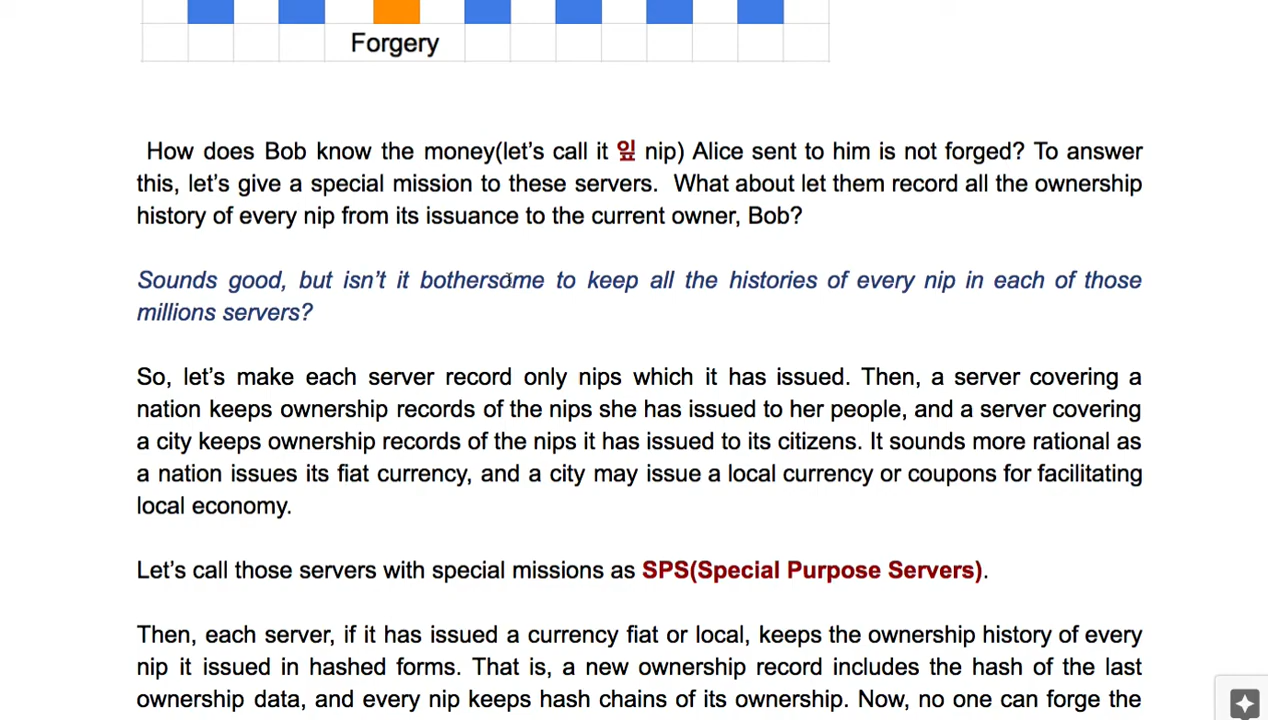 Forgery
How does Bob know the money(let’s call it 잎 nip) Alice sent to him is not forged? To answer
this, let’s give a special mission to these servers. What about let them record all the ownership
history of every nip from its issuance to the current owner, Bob?
Sounds good, but isn’t it bothersome to keep all the histories of every nip in each of those
millions servers?
So, let’s make each server record only nips which it has issued. Then, a server covering a
nation keeps ownership records of the nips she has issued to her people, and a server covering
a city keeps ownership records of the nips it has issued to its citizens. It sounds more rational as
a nation issues its fiat currency, and a city may issue a local currency or coupons for facilitating
local economy.
Let’s call those servers with special missions as SPS(Special Purpose Servers).
Then, each server, if it has issued a currency fiat or local, keeps the ownership history of every
nip it issued in hashed forms. That is, a new ownership record includes the hash of the last
ownership data, and every nip keeps hash chains of its ownership. Now, no one can forge the